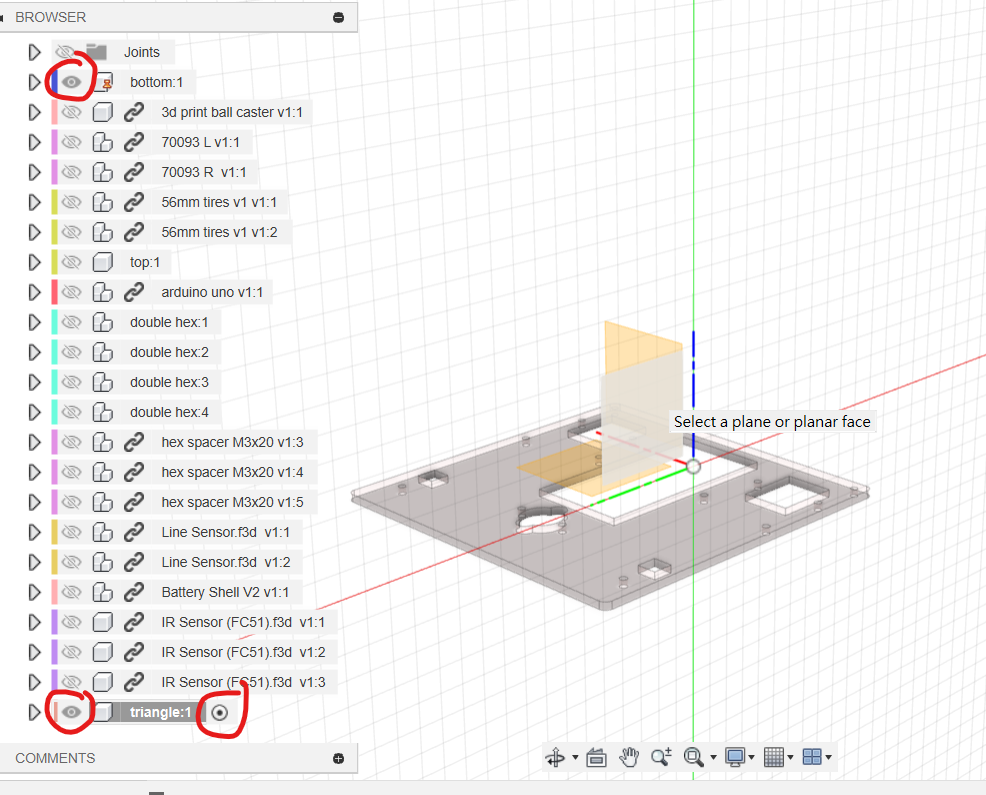 BROWSER
Joints
bottom:1
3d print ball caster v1:1
70093 L v1:1
70093 R  v1:1
56mm tires v1 v1:1
56mm tires v1 v1:2
top:1
arduino uno v1:1
double hex:1
double hex:2
double hex:3
double hex:4
Select a plane or planar face
hex spacer M3x20 v1:3
hex spacer M3x20 v1:4
hex spacer M3x20 v1:5
Line Sensor.f3d  v1:1
Line Sensor.f3d  v1:2
Battery Shell V2 v1:1
IR Sensor (FC51).f3d  v1:1
IR Sensor (FC51).f3d  v1:2
IR Sensor (FC51).f3d  v1:3
triangle:1
COMMENTS